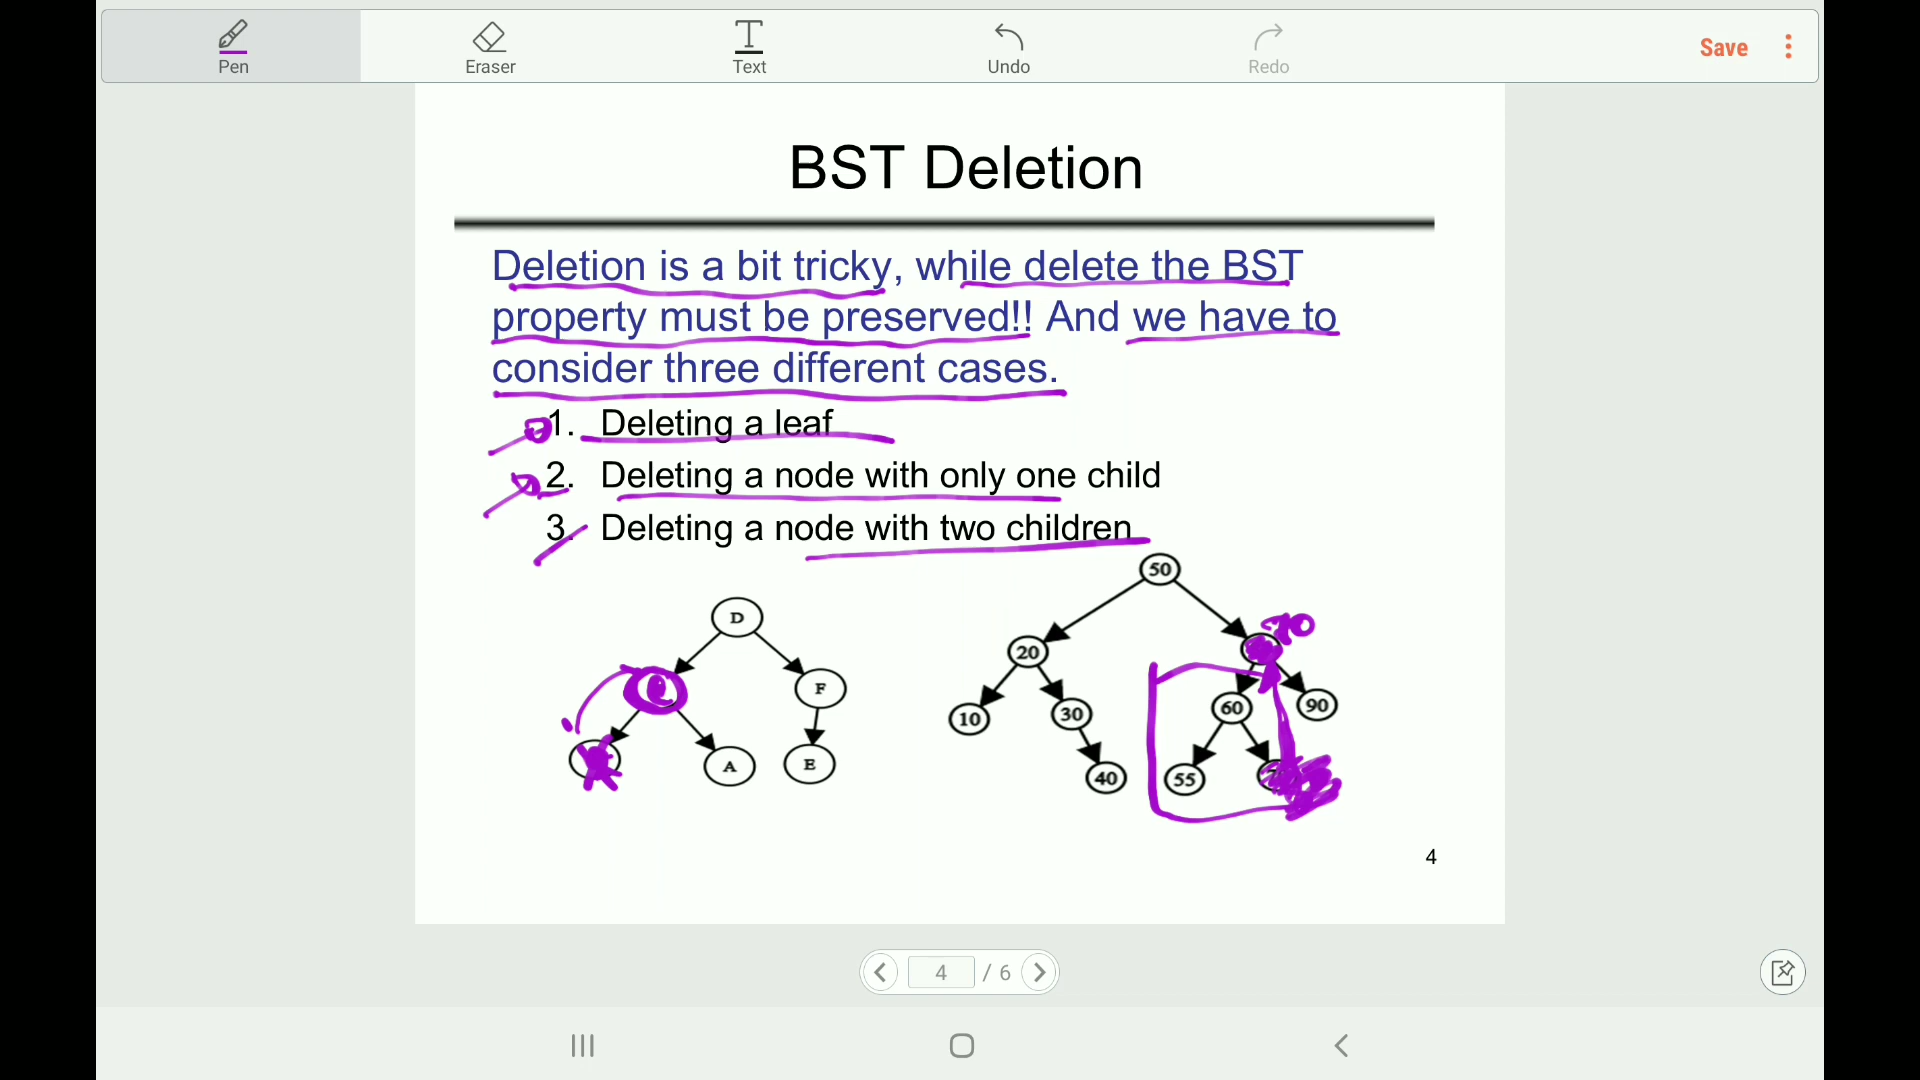 Pen Eraser Text Undo Redo Save
BST Deletion
Deletion is a bit tricky, while delete the BST
property must be preserved!! And we have to
consider three different cases.
1. Deleting a leaf
2. Deleting a node with only one child
3. Deleting a node with two children
50
D
20
F
60 90
10 30
A E
40 55
4
4 / 6